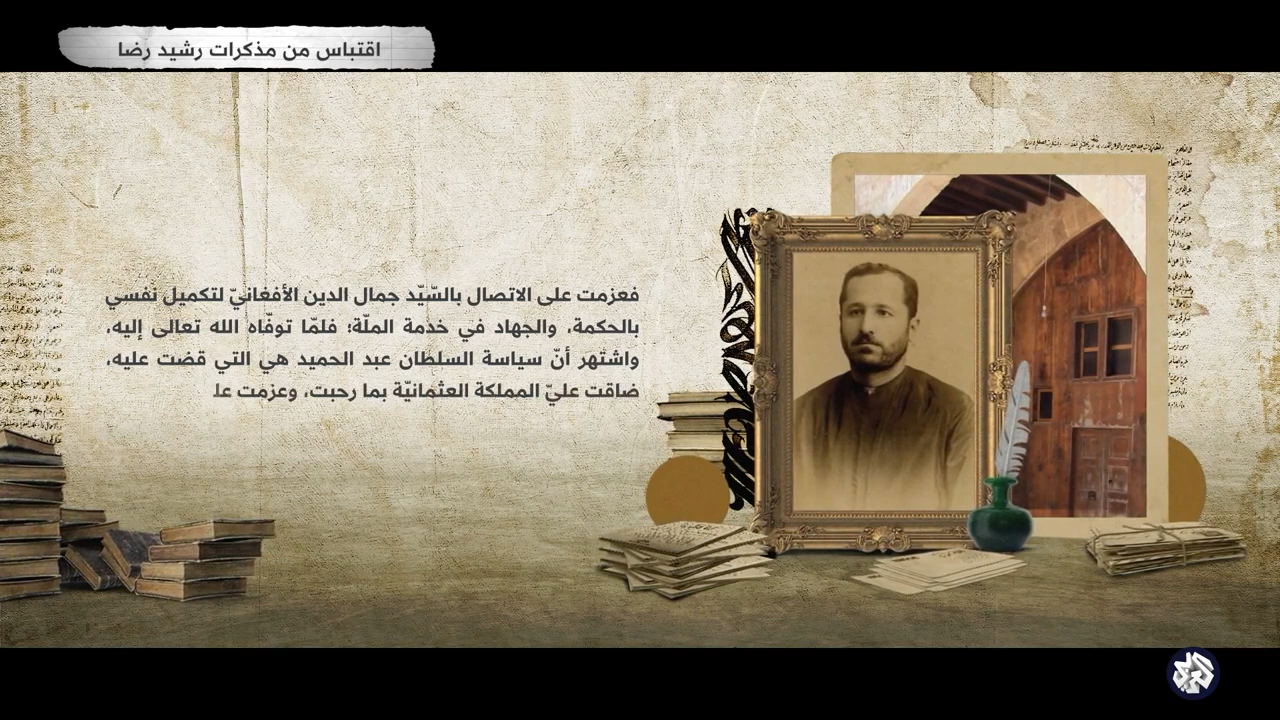 اقتباس من مذكرات رشيد رضا
فعزمت على الاتصال بالسّيّد جمال الدين الأفغانيّ لتكميل نفسي
بالحكمة، والجهاد في خدمة الملّة؛ فلمّا توفّاه الله تعالى إليه،
واشتهر أنّ سياسة السلطان عبد الحميد هي التي قضت عليه،
ضاقت عليّ المملكة العثمانيّة بما رحبت، وعزمت عـ